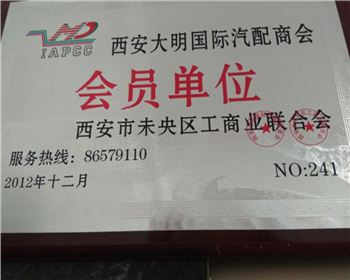 IAPCC
西安大明国际汽配商会
会员单位
西安市未央区工商业联合会
服务热线：86579110
2012年十二月
NO:241